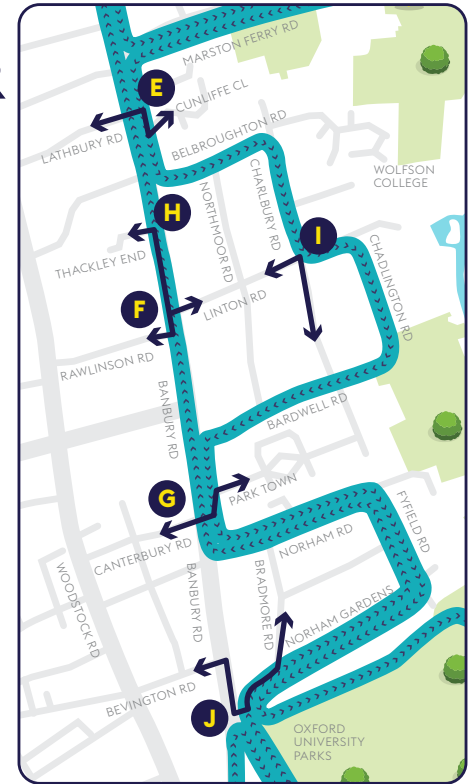 MARSTON FERRY RD
E
CUNLIFFE CL
LATHBURY RD
BELBROUGHTON RD
WOLFSON
COLLEGE
CHARLBURY RD
NORTHMOOR RD
H
I
THACKLEY END
CHADLINGTON RD
LINTON RD
F
RAWLINSON RD
BANBURY RD
BARDWELL RD
G
PARK TOWN
CANTERBURY RD
NORHAM RD
FYFIELD RD
WOODSTOCK RD
BANBURY RD
BRADMORE RD
NORHAM GARDENS
BEVINGTON RD
J
OXFORD
UNIVERSITY
PARKS